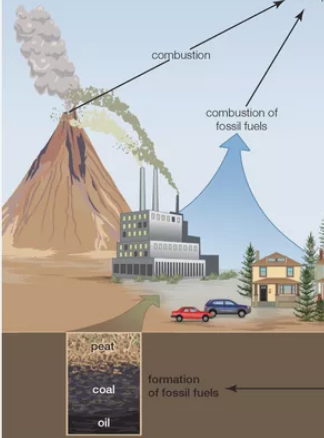 combustion
combustion of
fossil fuels
peat
coal
oil
formation
of fossil fuels